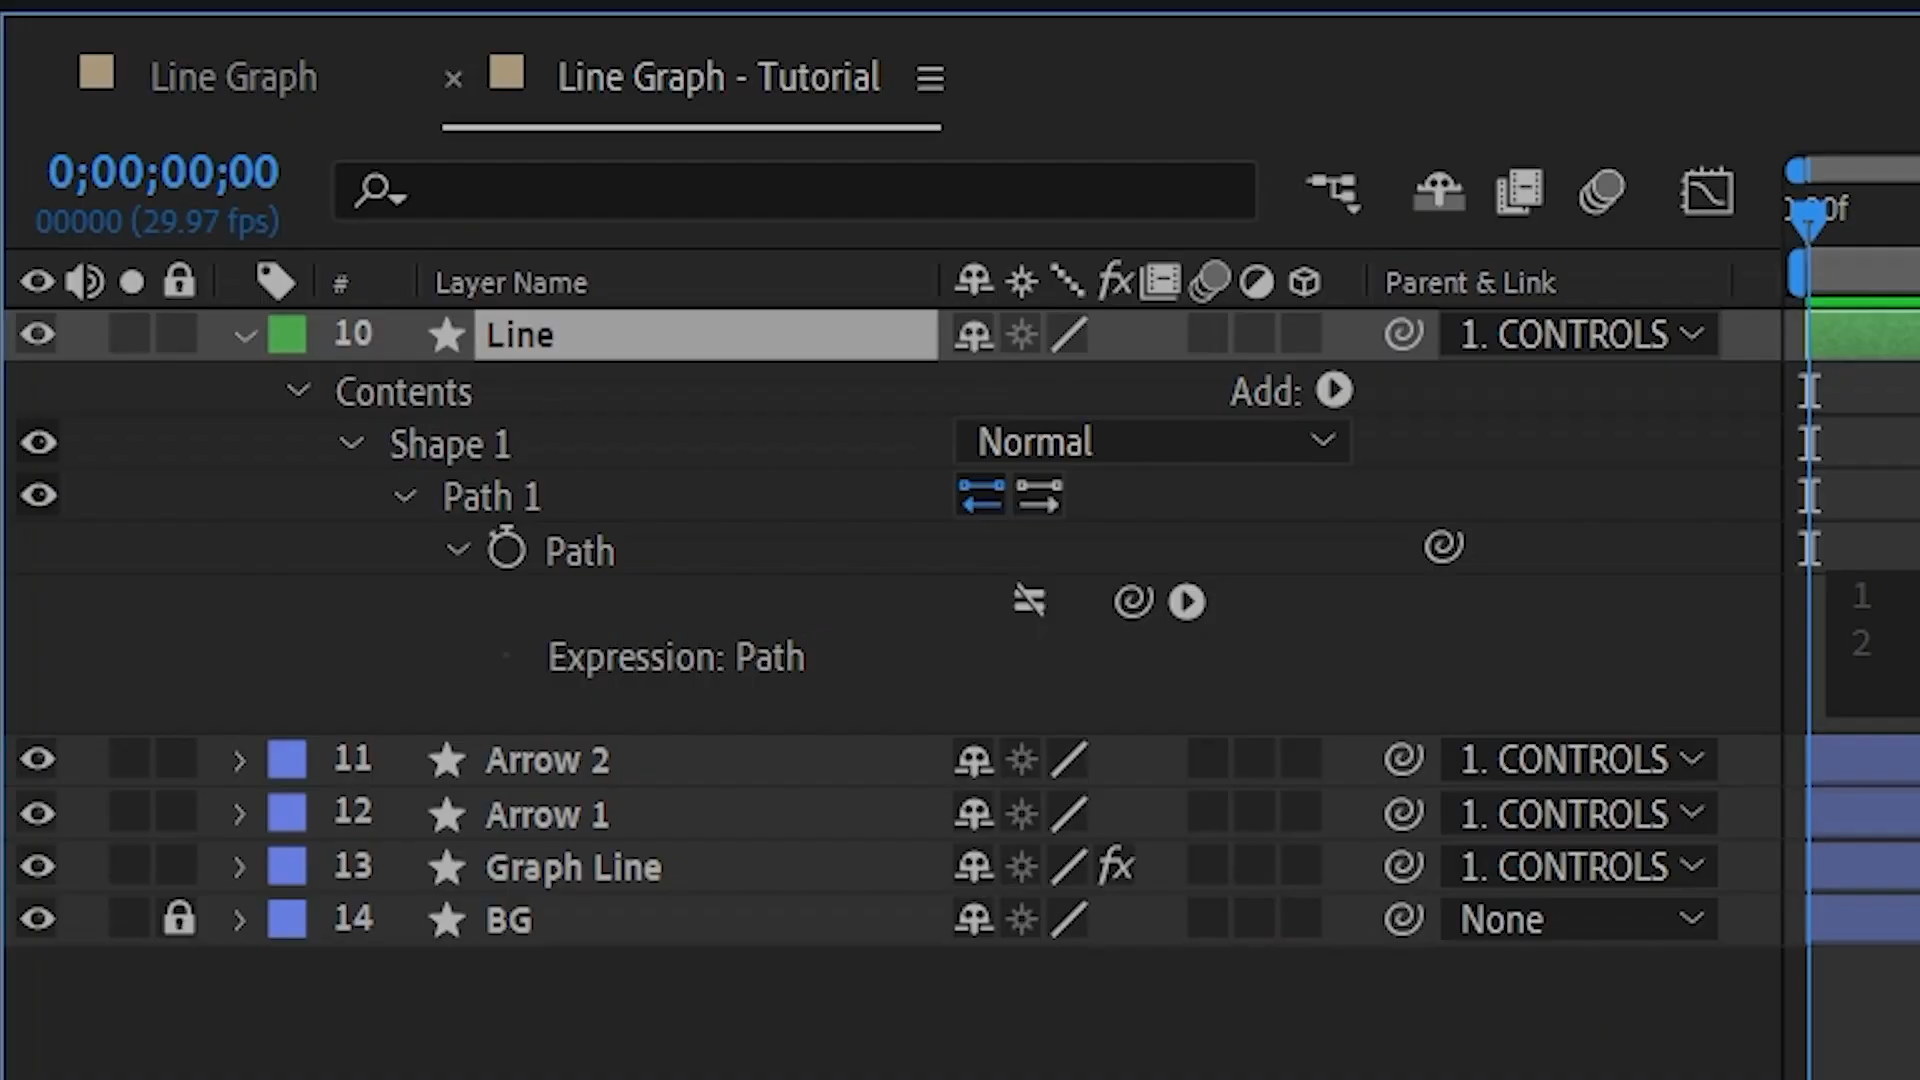 Line Graph
× Line Graph - Tutorial
0;00;00;00
00000 (29.97 fps)
# Layer Name fx Parent & Link
10 Line 1. CONTROLS
Contents Add:
Shape 1 Normal
Path 1
Path
1
2
Expression: Path
11 Arrow 2 1. CONTROLS
12 Arrow 1 1. CONTROLS
13 Graph Line fx 1. CONTROLS
14 BG None